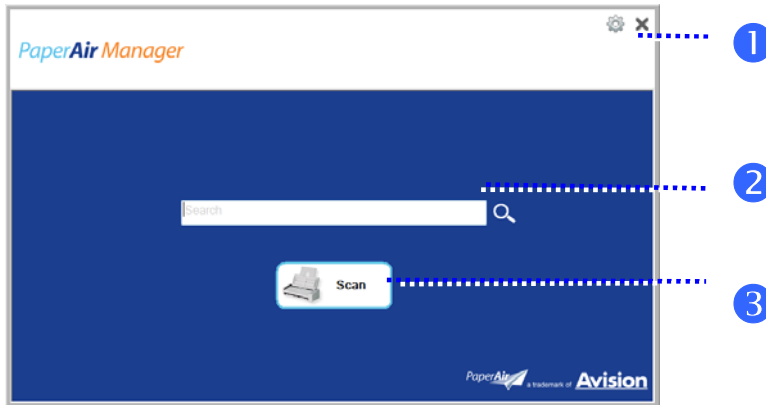 PaperAir Manager
1
2
Search
Scan
3
PaperAir a trademark of Avision